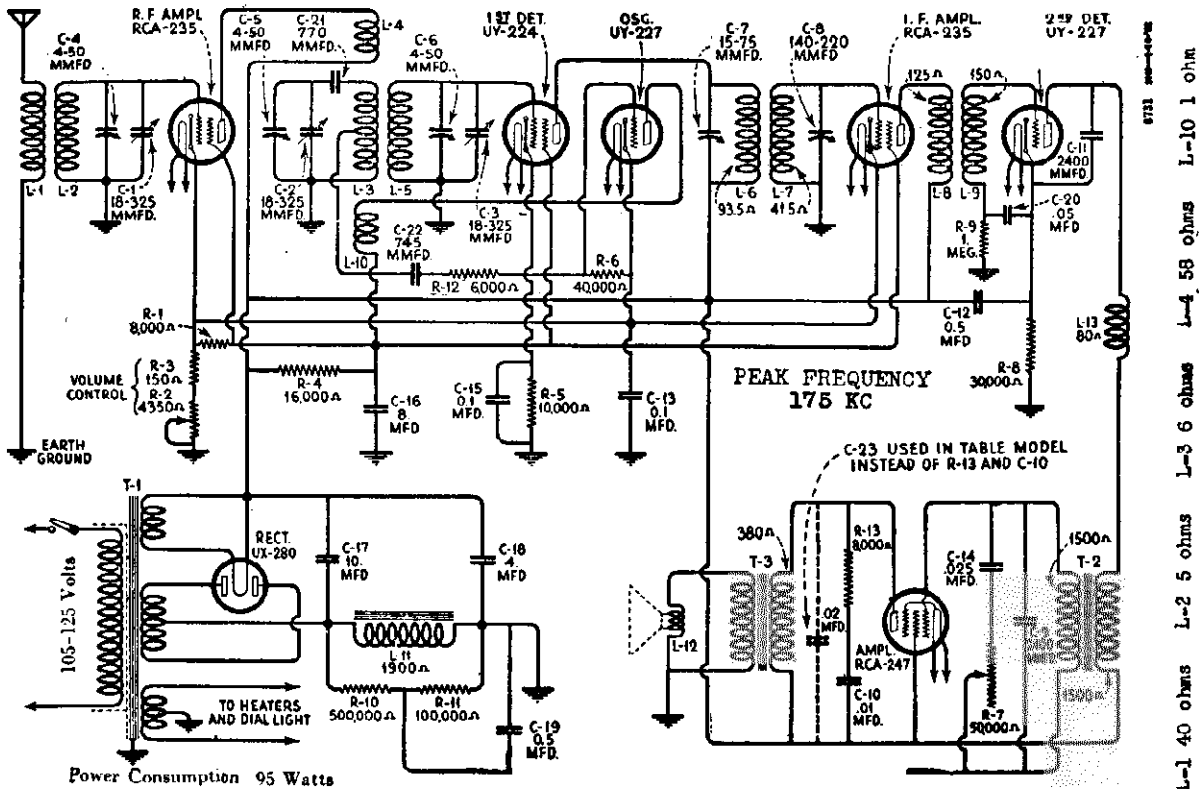 R.F. AMPL.
RCA-235
C-5
4-50
MMFD
C-21
770
MMFD.
L-4
C-4
4-50
MMFD
C-6
4-50
MMFD.
1ST DET.
UY-224
OSC.
UY-227
C-7
15-75
MMFD.
C-8
140-220
MMFD
I.F. AMPL.
RCA-235
2ND DET.
UY-227
125Ω
150Ω
L-1
L-2
C-1
18-325
MMFD.
C-2
18-325
MMFD.
L-3
L-5
C-3
18-325
MMFD
L-6
93.5Ω
L-7
41.5Ω
L-8
L-9
C-11
2400
MMFD
C-20
.05
MFD
R-9
1.
MEG.
L-10
C-22
745
MMFD.
R-12
6,000Ω
R-6
40,000Ω
R-1
8,000Ω
C-12
0.5
MFD
L-13
80Ω
R-8
30,000Ω
VOLUME
CONTROL
R-3
150Ω
R-2
4350Ω
R-4
16,000Ω
C-16
8.
MFD
C-15
0.1
MFD.
R-5
10,000Ω
C-13
0.1
MFD.
PEAK FREQUENCY
175 KC
EARTH
GROUND
C-23 USED IN TABLE MODEL
INSTEAD OF R-13 AND C-10
T-1
105-125 Volts
RECT.
UX-280
C-17
10.
MFD
C-18
4.
MFD
L-11
1900Ω
R-10
500,000Ω
R-11
100,000Ω
C-19
0.5
MFD.
TO HEATERS
AND DIAL LIGHT
380Ω
T-3
L-12
R-13
8,000Ω
.02
MFD.
C-10
.01
MFD.
AMPL.
RCA-247
C-14
.025
MFD.
R-7
50,000Ω
1500Ω
T-2
1500Ω
Power Consumption 95 Watts
L-1 40 ohms L-2 5 ohms L-3 6 ohms L-4 58 ohms L-10 1 ohm